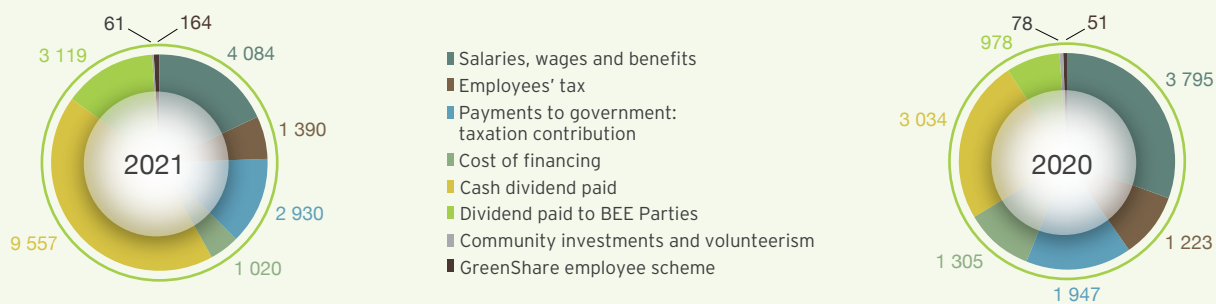 61
164
3 119
4 084
1 390
2021
2 930
9 557
1 020
Salaries, wages and benefits
Employees' tax
Payments to government:
taxation contribution
Cost of financing
Cash dividend paid
Dividend paid to BEE Parties
Community investments and volunteerism
GreenShare employee scheme
78
51
978
3 795
3 034
2020
1 223
1 305
1 947